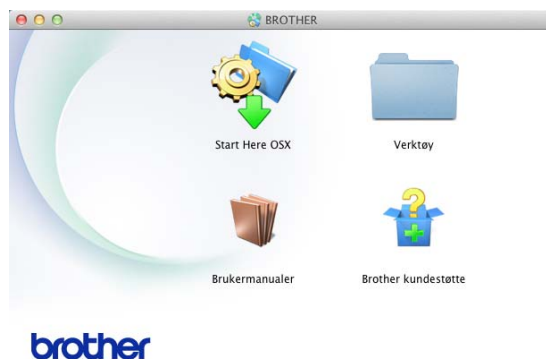 BROTHER
Start Here OSX
Verktøy
Brukermanualer
Brother kundestøtte
brother